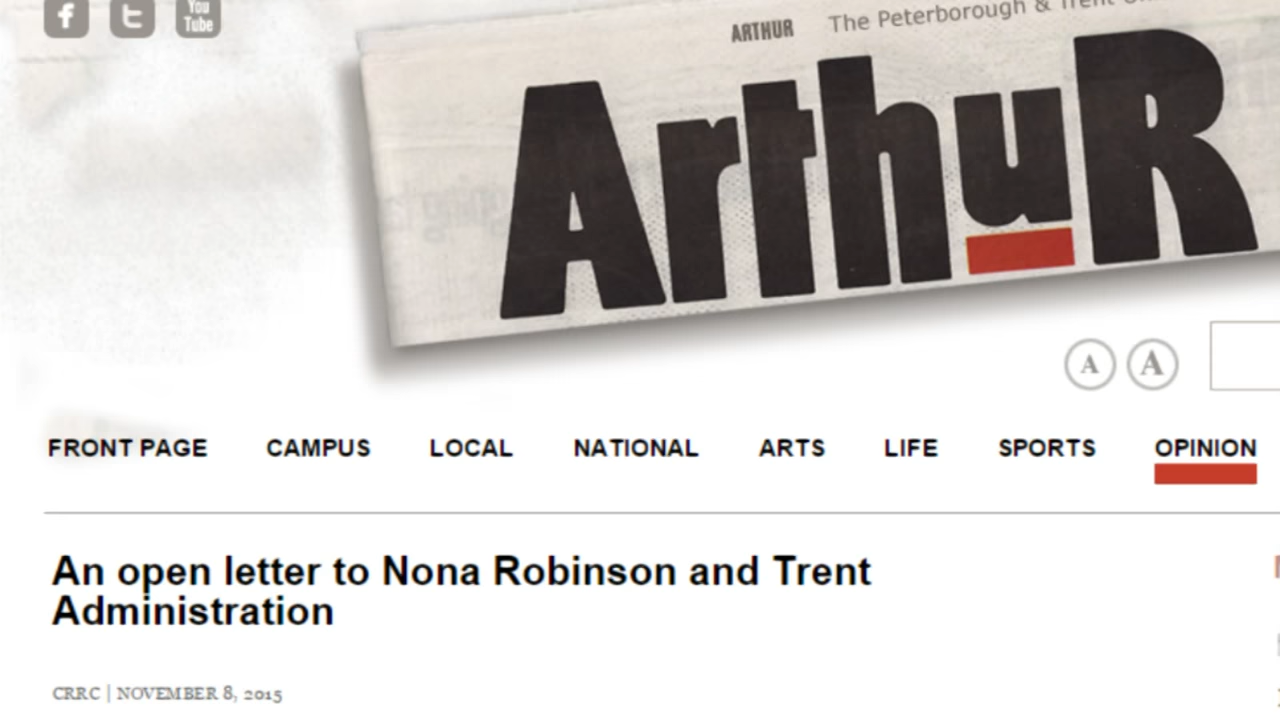 You
Tube
ARTHUR The Peterborough & Trent
ArthuR
A A
FRONT PAGE CAMPUS LOCAL NATIONAL ARTS LIFE SPORTS OPINION
An open letter to Nona Robinson and Trent
Administration
CRRC | NOVEMBER 8, 2015